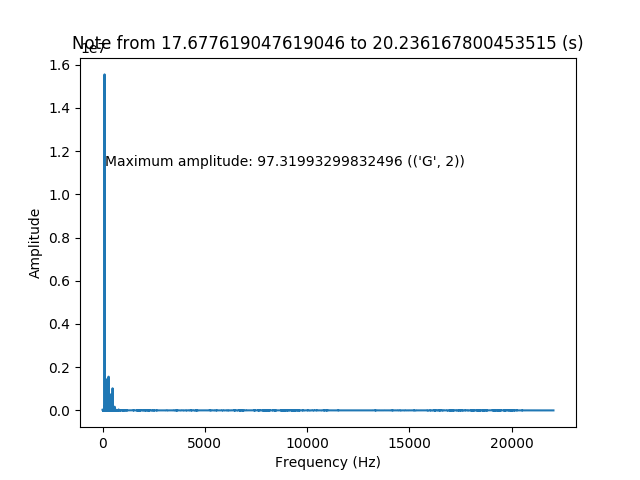 Note from 17.677619047619046 to 20.236167800453515 (s)
1e7
1.6
1.4
1.2
1.0
0.8
0.6
0.4
0.2
0.0
Amplitude
Maximum amplitude: 97.31993299832496 (('G', 2))
0 5000 10000 15000 20000
Frequency (Hz)